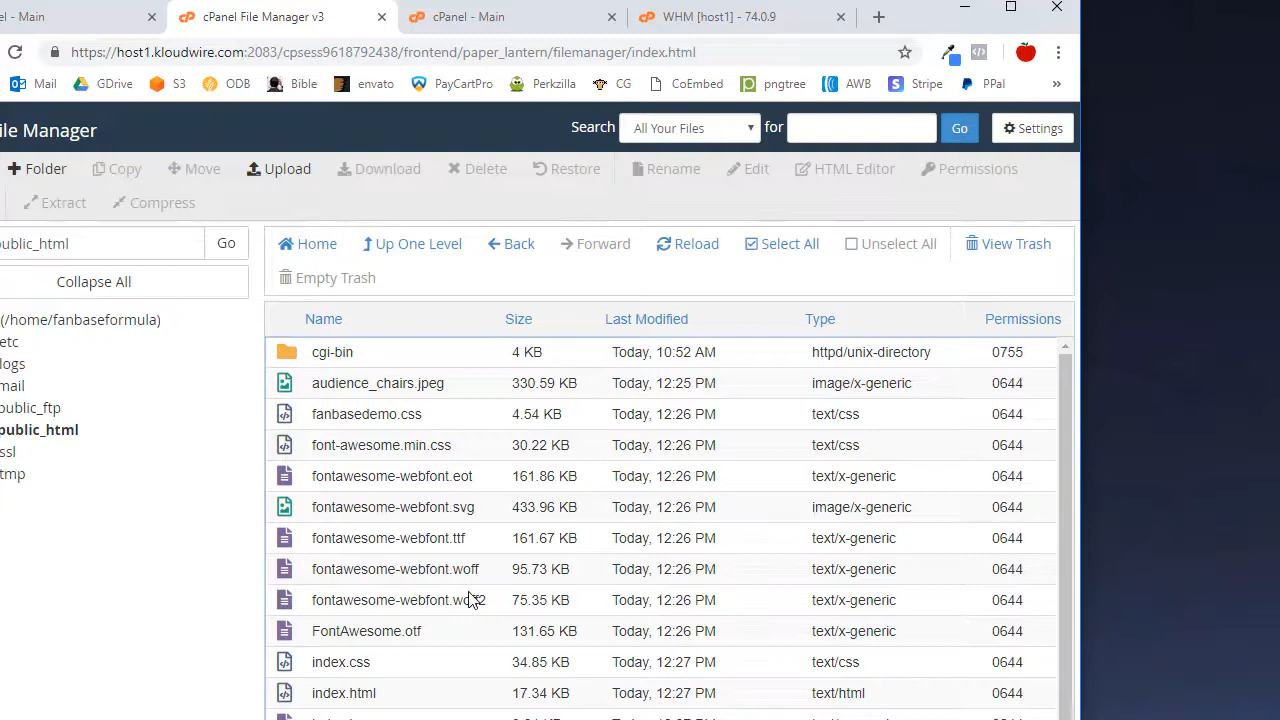 el - Main
cPanel File Manager v3
cPanel - Main
WHM [host1] - 74.0.9
https://host1.kloudwire.com:2083/cpsess9618792438/frontend/paper_lantern/filemanager/index.html
Mail GDrive S3 ODB Bible envato PayCartPro Perkzilla CG CoEmbed pngtree AWB Stripe PPal »
ile Manager
Search All Your Files for Go Settings
Folder Copy Move Upload Download Delete Restore Rename Edit HTML Editor Permissions
Extract Compress
ublic_html Go
Collapse All
(/home/fanbaseformula)
etc
logs
mail
public_ftp
public_html
ssl
tmp
Home Up One Level Back Forward Reload Select All Unselect All View Trash
Empty Trash
Name Size Last Modified Type Permissions
cgi-bin 4 KB Today, 10:52 AM httpd/unix-directory 0755
audience_chairs.jpeg 330.59 KB Today, 12:25 PM image/x-generic 0644
fanbasedemo.css 4.54 KB Today, 12:26 PM text/css 0644
font-awesome.min.css 30.22 KB Today, 12:26 PM text/css 0644
fontawesome-webfont.eot 161.86 KB Today, 12:26 PM text/x-generic 0644
fontawesome-webfont.svg 433.96 KB Today, 12:26 PM image/x-generic 0644
fontawesome-webfont.ttf 161.67 KB Today, 12:26 PM text/x-generic 0644
fontawesome-webfont.woff 95.73 KB Today, 12:26 PM text/x-generic 0644
fontawesome-webfont.woff2 75.35 KB Today, 12:26 PM text/x-generic 0644
FontAwesome.otf 131.65 KB Today, 12:26 PM text/x-generic 0644
index.css 34.85 KB Today, 12:27 PM text/css 0644
index.html 17.34 KB Today, 12:27 PM text/html 0644